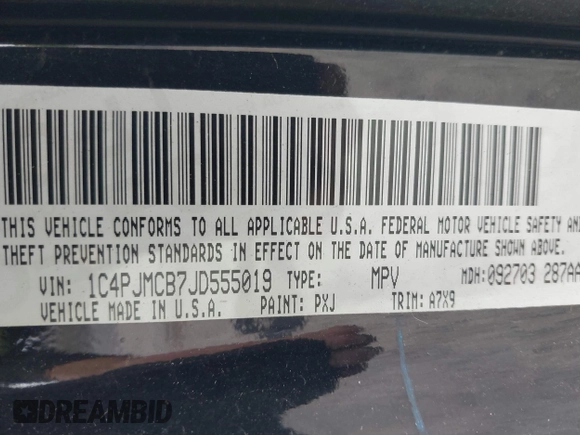 THIS VEHICLE CONFORMS TO ALL APPLICABLE U.S.A. FEDERAL MOTOR VEHICLE SAFETY AN
THEFT PREVENTION STANDARDS IN EFFECT ON THE DATE OF MANUFACTURE SHOWN ABOVE.
VIN: 1C4PJMCB7JD555019 TYPE: MPV MDH: 092703 287AA
VEHICLE MADE IN U.S.A. PAINT: PXJ TRIM: A7X9
DREAMBID